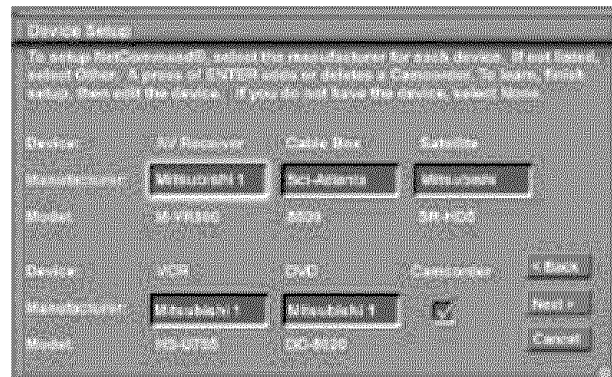 Device Setup
To setup NetCommand®, select the manufacturer for each device. If not listed,
select Other. A press of ENTER adds or deletes a Camcorder. To learn, finish
setup, then edit the device. If you do not have the device, select None.
Device: A/V Receiver Cable Box Satellite
Manufacturer: Mitsubishi 1 Sci-Atlanta Mitsubishi
Model: 8600 SR-HD5
Device: VCR DVD Camcorder < Back
Manufacturer: Mitsubishi 1 Mitsubishi 1 Next >
Model: Cancel